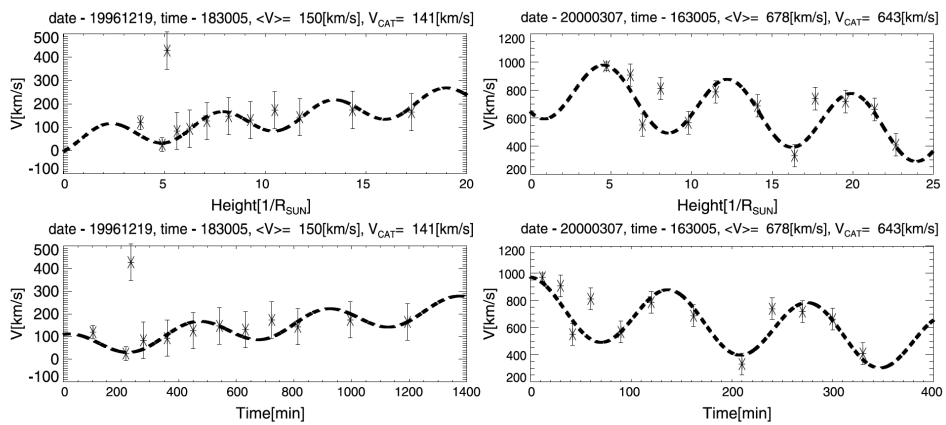 date - 19961219, time - 183005, <V>= 150[km/s], V_CAT= 141[km/s]
500
400
300
200
100
0
-100
V[km/s]
0 5 10 15 20
Height[1/R_SUN]
date - 20000307, time - 163005, <V>= 678[km/s], V_CAT= 643[km/s]
1200
1000
800
600
400
200
V[km/s]
0 5 10 15 20 25
Height[1/R_SUN]
date - 19961219, time - 183005, <V>= 150[km/s], V_CAT= 141[km/s]
500
400
300
200
100
0
-100
V[km/s]
0 200 400 600 800 1000 1200 1400
Time[min]
date - 20000307, time - 163005, <V>= 678[km/s], V_CAT= 643[km/s]
1200
1000
800
600
400
200
V[km/s]
0 100 200 300 400
Time[min]